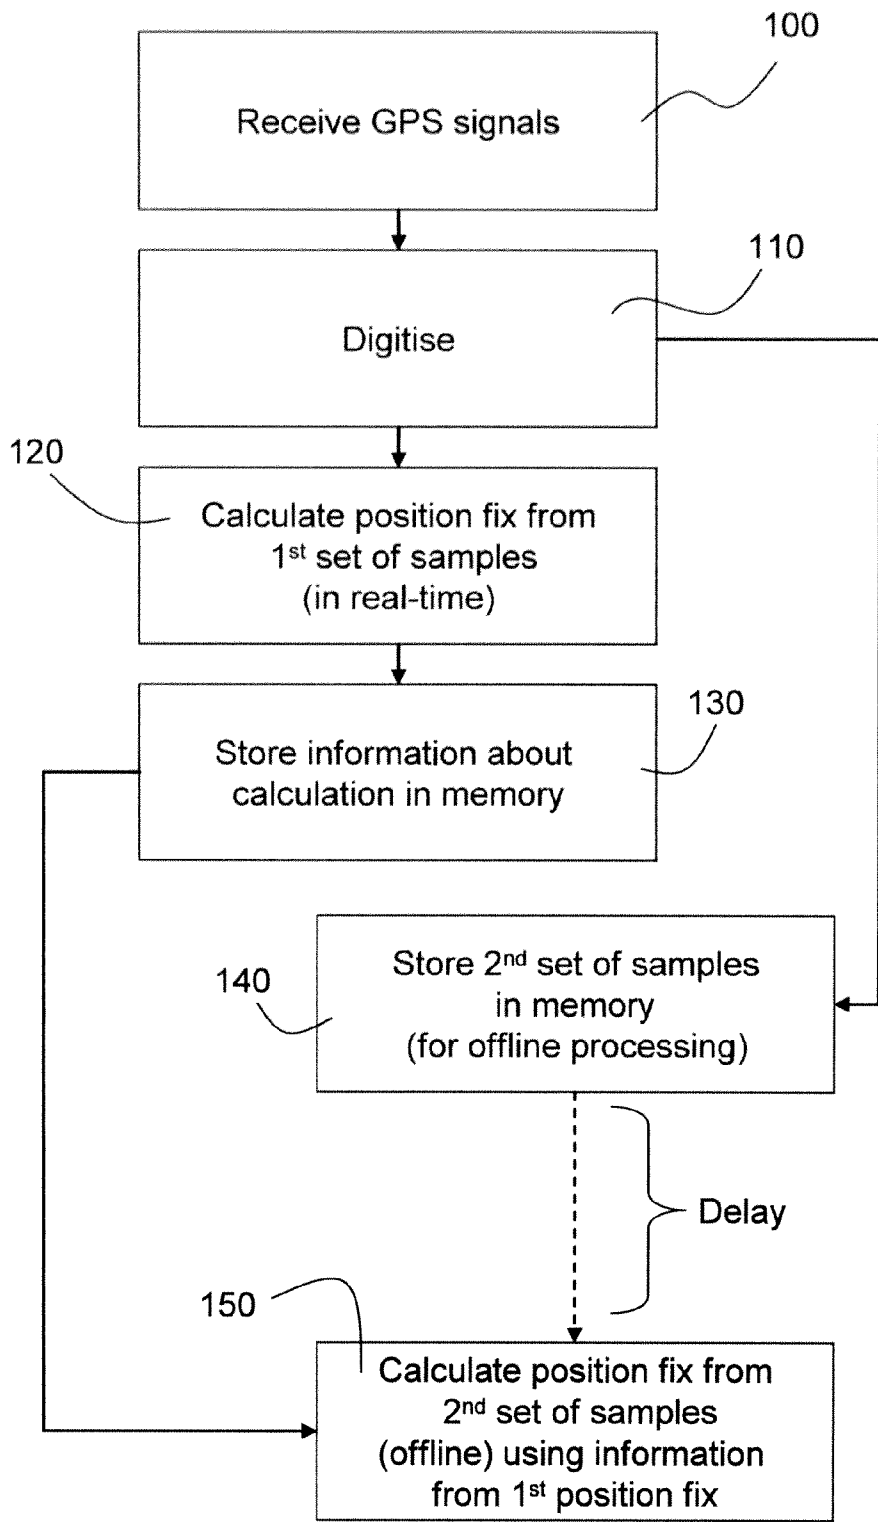 100
Receive GPS signals
110
Digitise
120
Calculate position fix from
1st set of samples
(in real-time)
130
Store information about
calculation in memory
140
Store 2nd set of samples
in memory
(for offline processing)
Delay
150
Calculate position fix from
2nd set of samples
(offline) using information
from 1st position fix